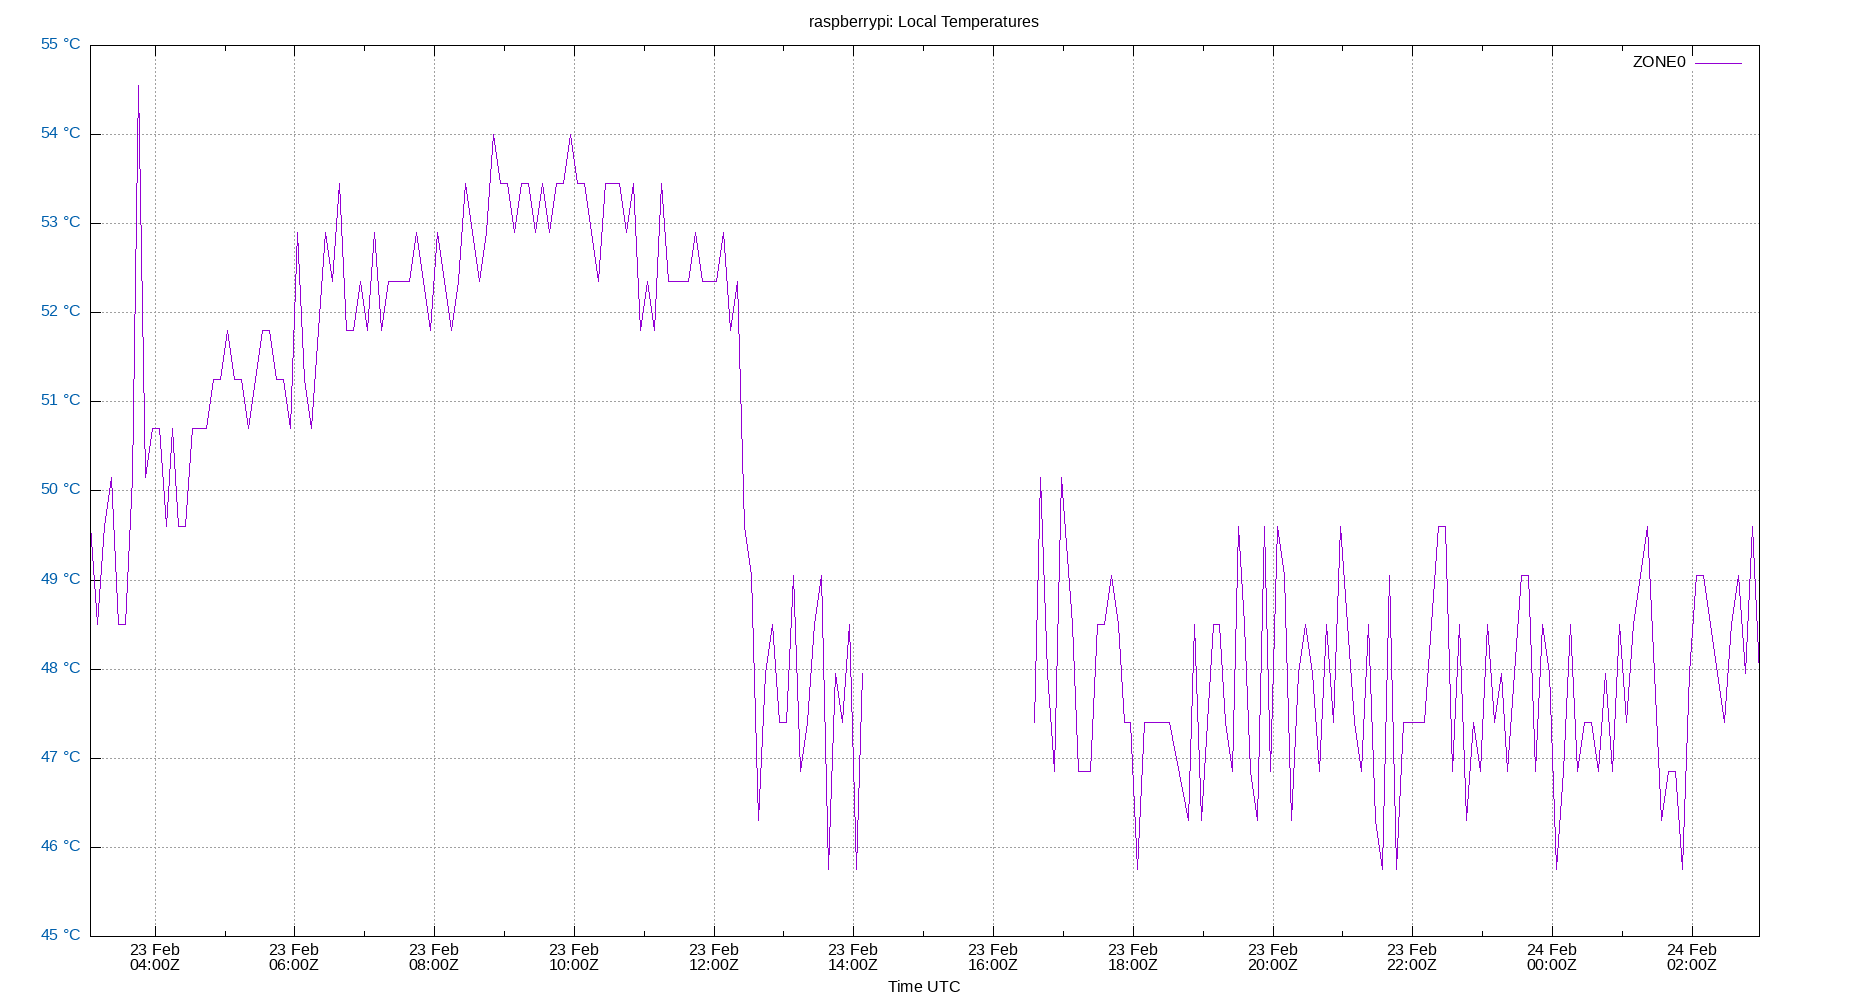 raspberrypi: Local Temperatures
55 °C
ZONE0
54 °C
53 °C
52 °C
51 °C
50 °C
49 °C
48 °C
47 °C
46 °C
45 °C
23 Feb 23 Feb 23 Feb 23 Feb 23 Feb 23 Feb 23 Feb 23 Feb 23 Feb 23 Feb 24 Feb 24 Feb
04:00Z 06:00Z 08:00Z 10:00Z 12:00Z 14:00Z 16:00Z 18:00Z 20:00Z 22:00Z 00:00Z 02:00Z
Time UTC